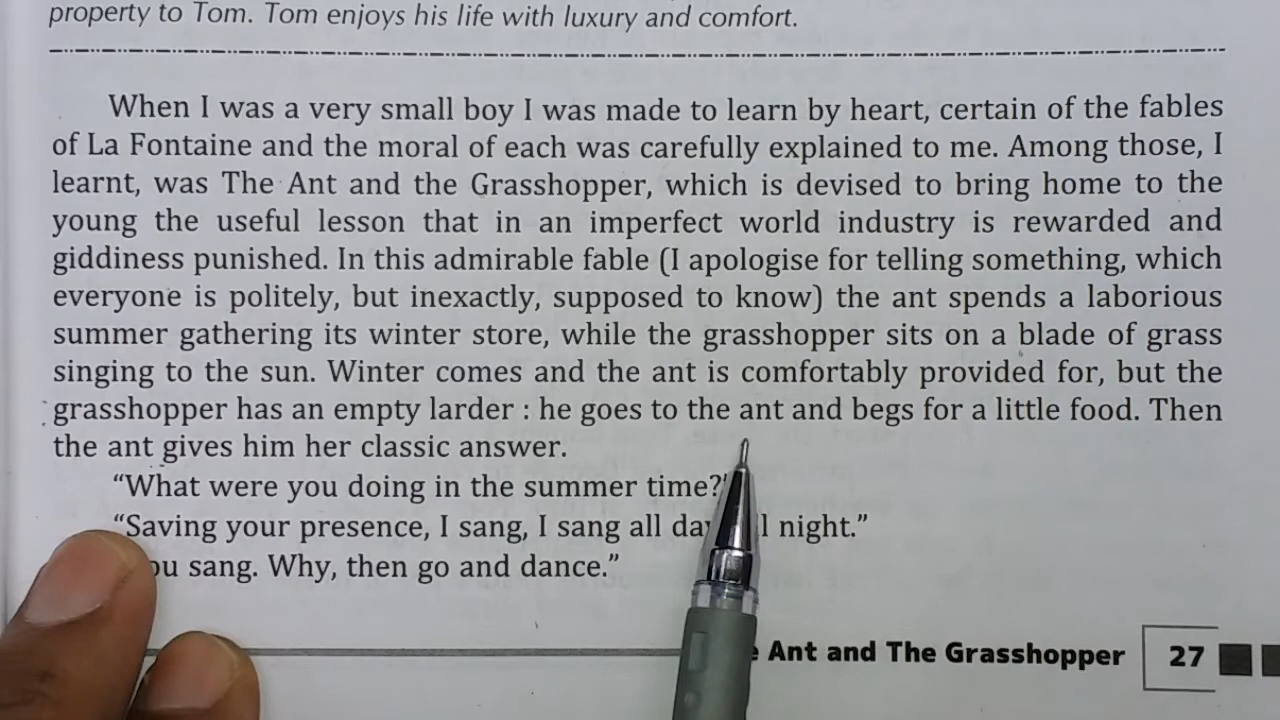 property to Tom. Tom enjoys his life with luxury and comfort.
When I was a very small boy I was made to learn by heart, certain of the fables
of La Fontaine and the moral of each was carefully explained to me. Among those, I
learnt, was The Ant and the Grasshopper, which is devised to bring home to the
young the useful lesson that in an imperfect world industry is rewarded and
giddiness punished. In this admirable fable (I apologise for telling something, which
everyone is politely, but inexactly, supposed to know) the ant spends a laborious
summer gathering its winter store, while the grasshopper sits on a blade of grass
singing to the sun. Winter comes and the ant is comfortably provided for, but the
grasshopper has an empty larder : he goes to the ant and begs for a little food. Then
the ant gives him her classic answer.
“What were you doing in the summer time?”
“Saving your presence, I sang, I sang all night.”
sang. Why, then go and dance.”
Ant and The Grasshopper 27